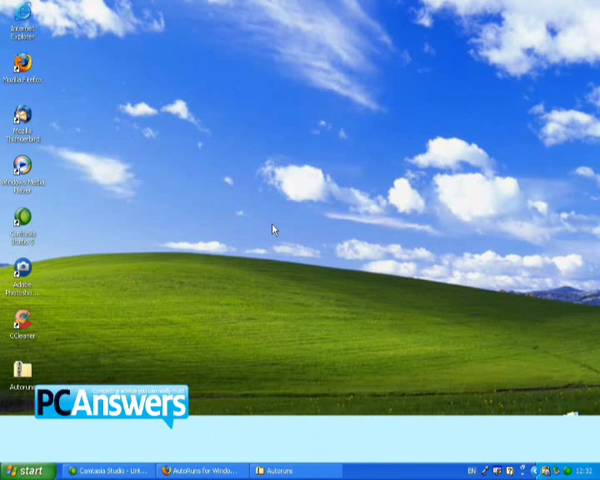 Internet
Explorer
Mozilla Firefox
Mozilla
Thunderbird
Windows Media
Player
Camtasia
Studio 5
Adobe
Photosho...
CCleaner
Autoruns
PCAnswers
start
Camtasia Studio - Unt...
AutoRuns for Windo...
Autoruns
EN
12:32